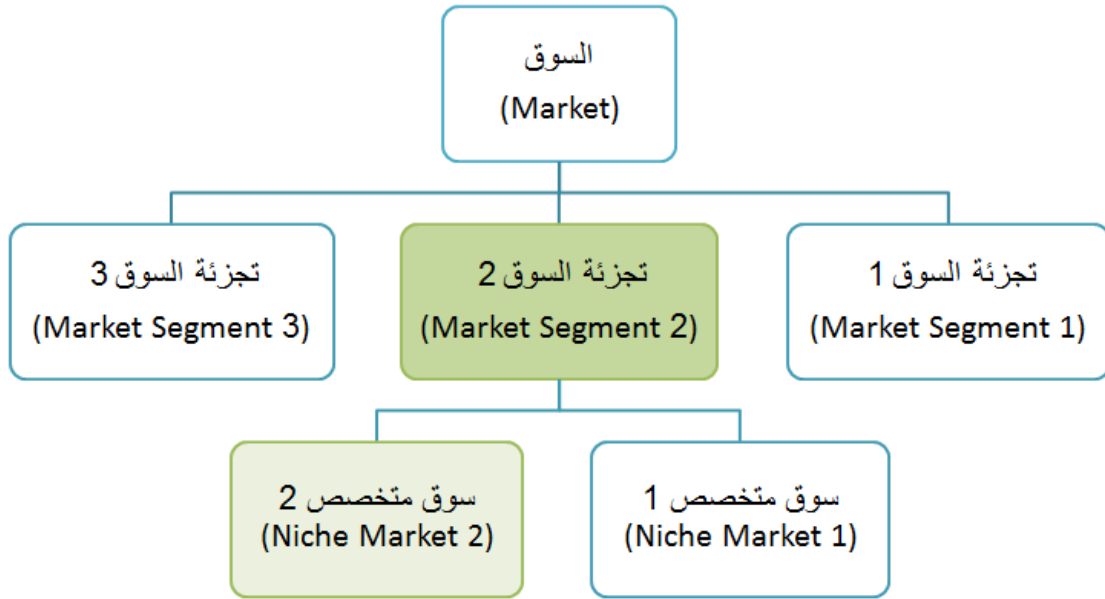 السوق
(Market)
تجزئة السوق 1
(Market Segment 1)
تجزئة السوق 2
(Market Segment 2)
تجزئة السوق 3
(Market Segment 3)
سوق متخصص 1
(Niche Market 1)
سوق متخصص 2
(Niche Market 2)